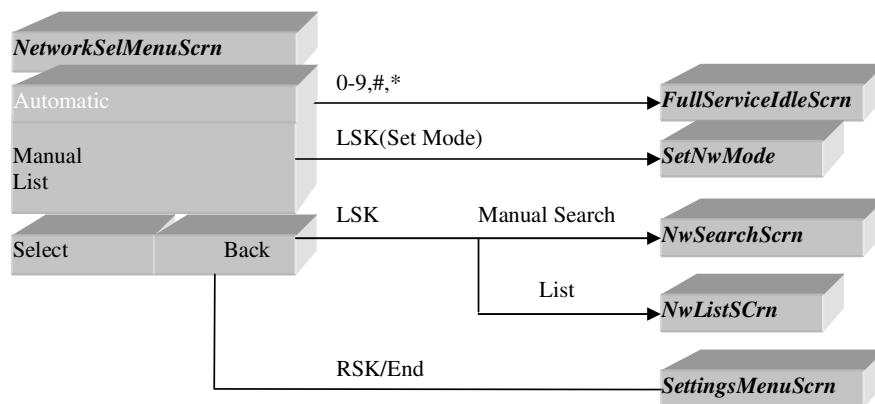 NetworkSelMenuScrn
0-9,#,*
Automatic
FullServiceIdleScrn
LSK(Set Mode)
Manual
SetNwMode
List
LSK
Manual Search
Select
Back
NwSearchScrn
List
NwListSCrn
RSK/End
SettingsMenuScrn